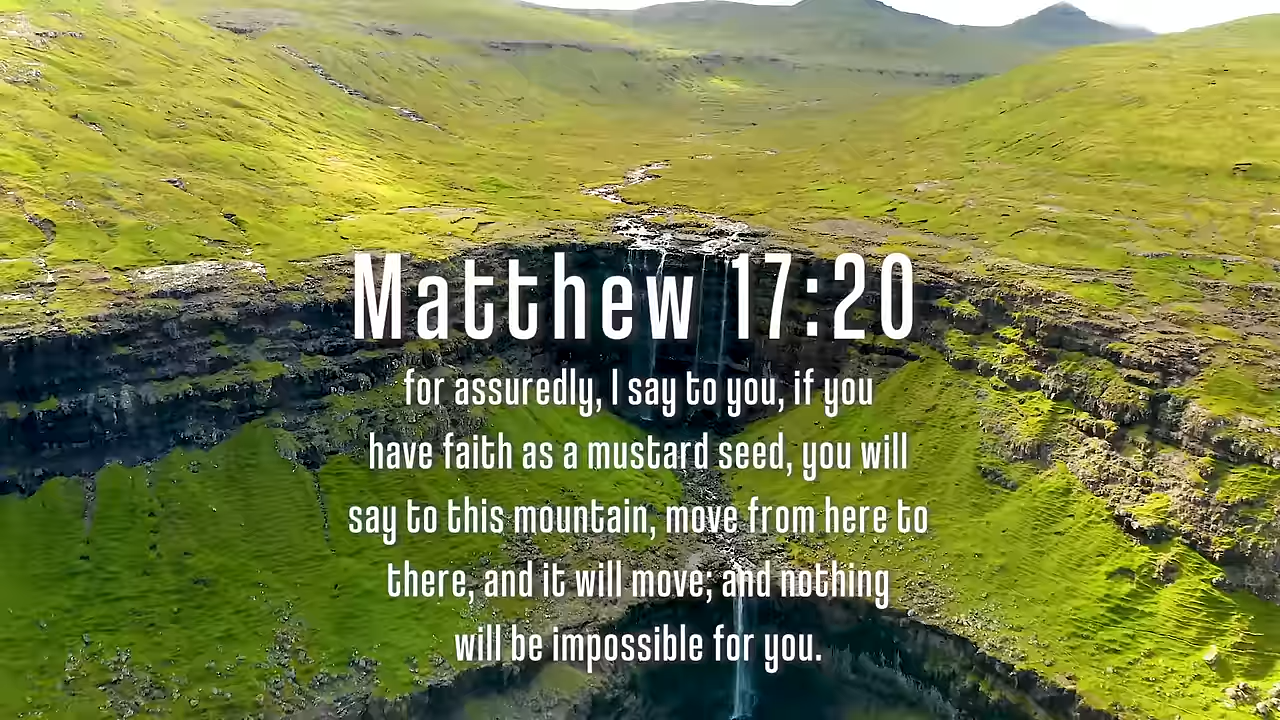 Matthew 17:20
for assuredly, I say to you, if you
have faith as a mustard seed, you will
say to this mountain, move from here to
there, and it will move; and nothing
will be impossible for you.